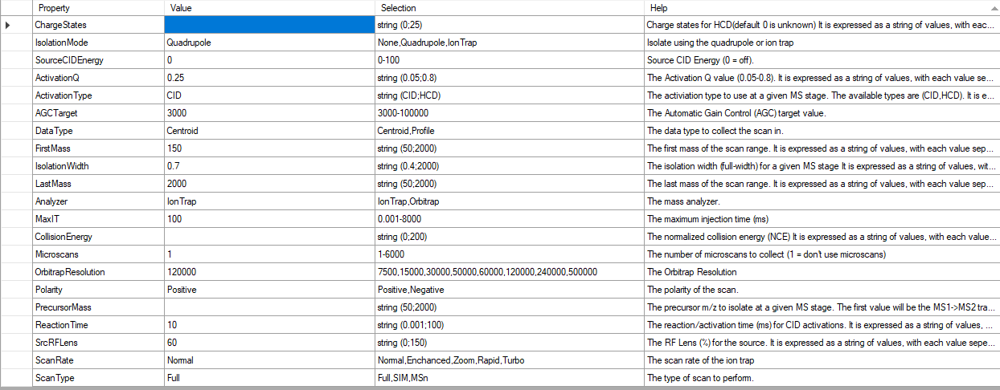 Property Value Selection Help
ChargeStates string (0;25) Charge states for HCD(default 0 is unknown) It is expressed as a string of values, with eac...
IsolationMode Quadrupole None,Quadrupole,IonTrap Isolate using the quadrupole or ion trap
SourceCIDEnergy 0 0-100 Source CID Energy (0 = off).
ActivationQ 0.25 string (0.05;0.8) The Activation Q value (0.05-0.8). It is expressed as a string of values, with each value se...
ActivationType CID string (CID;HCD) The activiation type to use at a given MS stage. The available types are (CID,HCD). It is e...
AGCTarget 3000 3000-100000 The Automatic Gain Control (AGC) target value.
DataType Centroid Centroid,Profile The data type to collect the scan in.
FirstMass 150 string (50;2000) The first mass of the scan range. It is expressed as a string of values, with each value sep...
IsolationWidth 0.7 string (0.4;2000) The isolation width (full-width) for a given MS stage It is expressed as a string of values, wit...
LastMass 2000 string (50;2000) The last mass of the scan range. It is expressed as a string of values, with each value sep...
Analyzer IonTrap IonTrap,Orbitrap The mass analyzer.
MaxIT 100 0.001-8000 The maximum injection time (ms)
CollisionEnergy string (0;200) The normalized collision energy (NCE) It is expressed as a string of values, with each value...
Microscans 1 1-6000 The number of microscans to collect (1 = don't use microscans)
OrbitrapResolution 120000 7500,15000,30000,50000,60000,120000,240000,500000 The Orbitrap Resolution
Polarity Positive Positive,Negative The polarity of the scan.
PrecursorMass string (50;2000) The precursor m/z to isolate at a given MS stage. The first value will be the MS1->MS2 tra...
ReactionTime 10 string (0.001;100) The reaction/activation time (ms) for CID activations. It is expressed as a string of values, ...
SrcRFLens 60 string (0;150) The RF Lens (%) for the source. It is expressed as a string of values, with each value sepe...
ScanRate Normal Normal,Enchanced,Zoom,Rapid,Turbo The scan rate of the ion trap
ScanType Full Full,SIM,MSn The type of scan to perform.